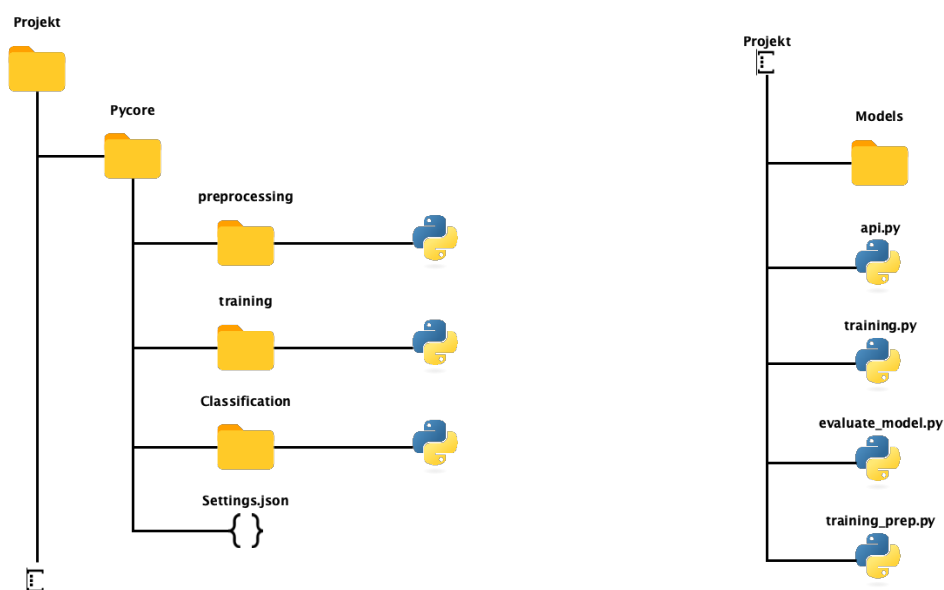 Projekt
Pycore
preprocessing
training
Classification
Settings.json
{ }
[...]
Projekt
[...]
Models
api.py
training.py
evaluate_model.py
training_prep.py